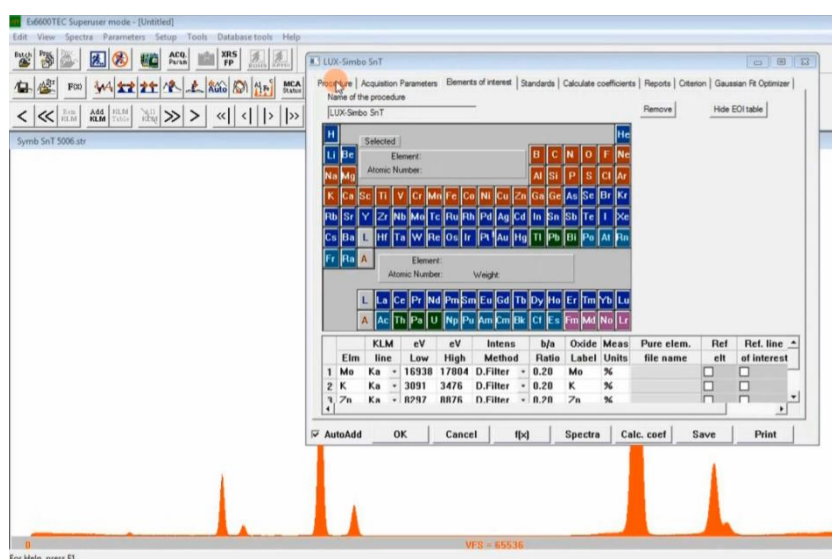 Ex6600TEC Superuser mode - [Untitled]
Edit View Spectra Parameters Setup Tools Database tools Help
ACQ. Param
XRS FP
F(x)
Auto
MCA Status
Add KLM
Symb SnT 5006.str
LUX-Simbo SnT
Procedure Acquisition Parameters Elements of interest Standards Calculate coefficients Reports Criterion Gaussian Fit Optimizer
Name of the procedure
LUX-Simbo SnT
Remove
Hide EOI table
H He
Selected
Li Be Element: B C N O F Ne
Na Mg Atomic Number: Al Si P S Cl Ar
K Ca Sc Ti V Cr Mn Fe Co Ni Cu Zn Ga Ge As Se Br Kr
Rb Sr Y Zr Nb Mo Tc Ru Rh Pd Ag Cd In Sn Sb Te I Xe
Cs Ba L Hf Ta W Re Os Ir Pt Au Hg Tl Pb Bi Po At Rn
Fr Ra A Element:
Atomic Number: Weight:
L La Ce Pr Nd Pm Sm Eu Gd Tb Dy Ho Er Tm Yb Lu
A Ac Th Pa U Np Pu Am Cm Bk Cf Es Fm Md No Lr
KLM eV eV Intens b/a Oxide Meas Pure elem. Ref Ref. line
Elm line Low High Method Ratio Label Units file name elt of interest
1 Mo Ka 16938 17804 D.Filter 0.20 Mo %
2 K Ka 3091 3476 D.Filter 0.20 K %
3 Zn Ka 8297 8876 D.Filter 0.20 Zn %
AutoAdd OK Cancel f(x) Spectra Calc. coef Save Print
0
VFS = 65536
For Help, press F1